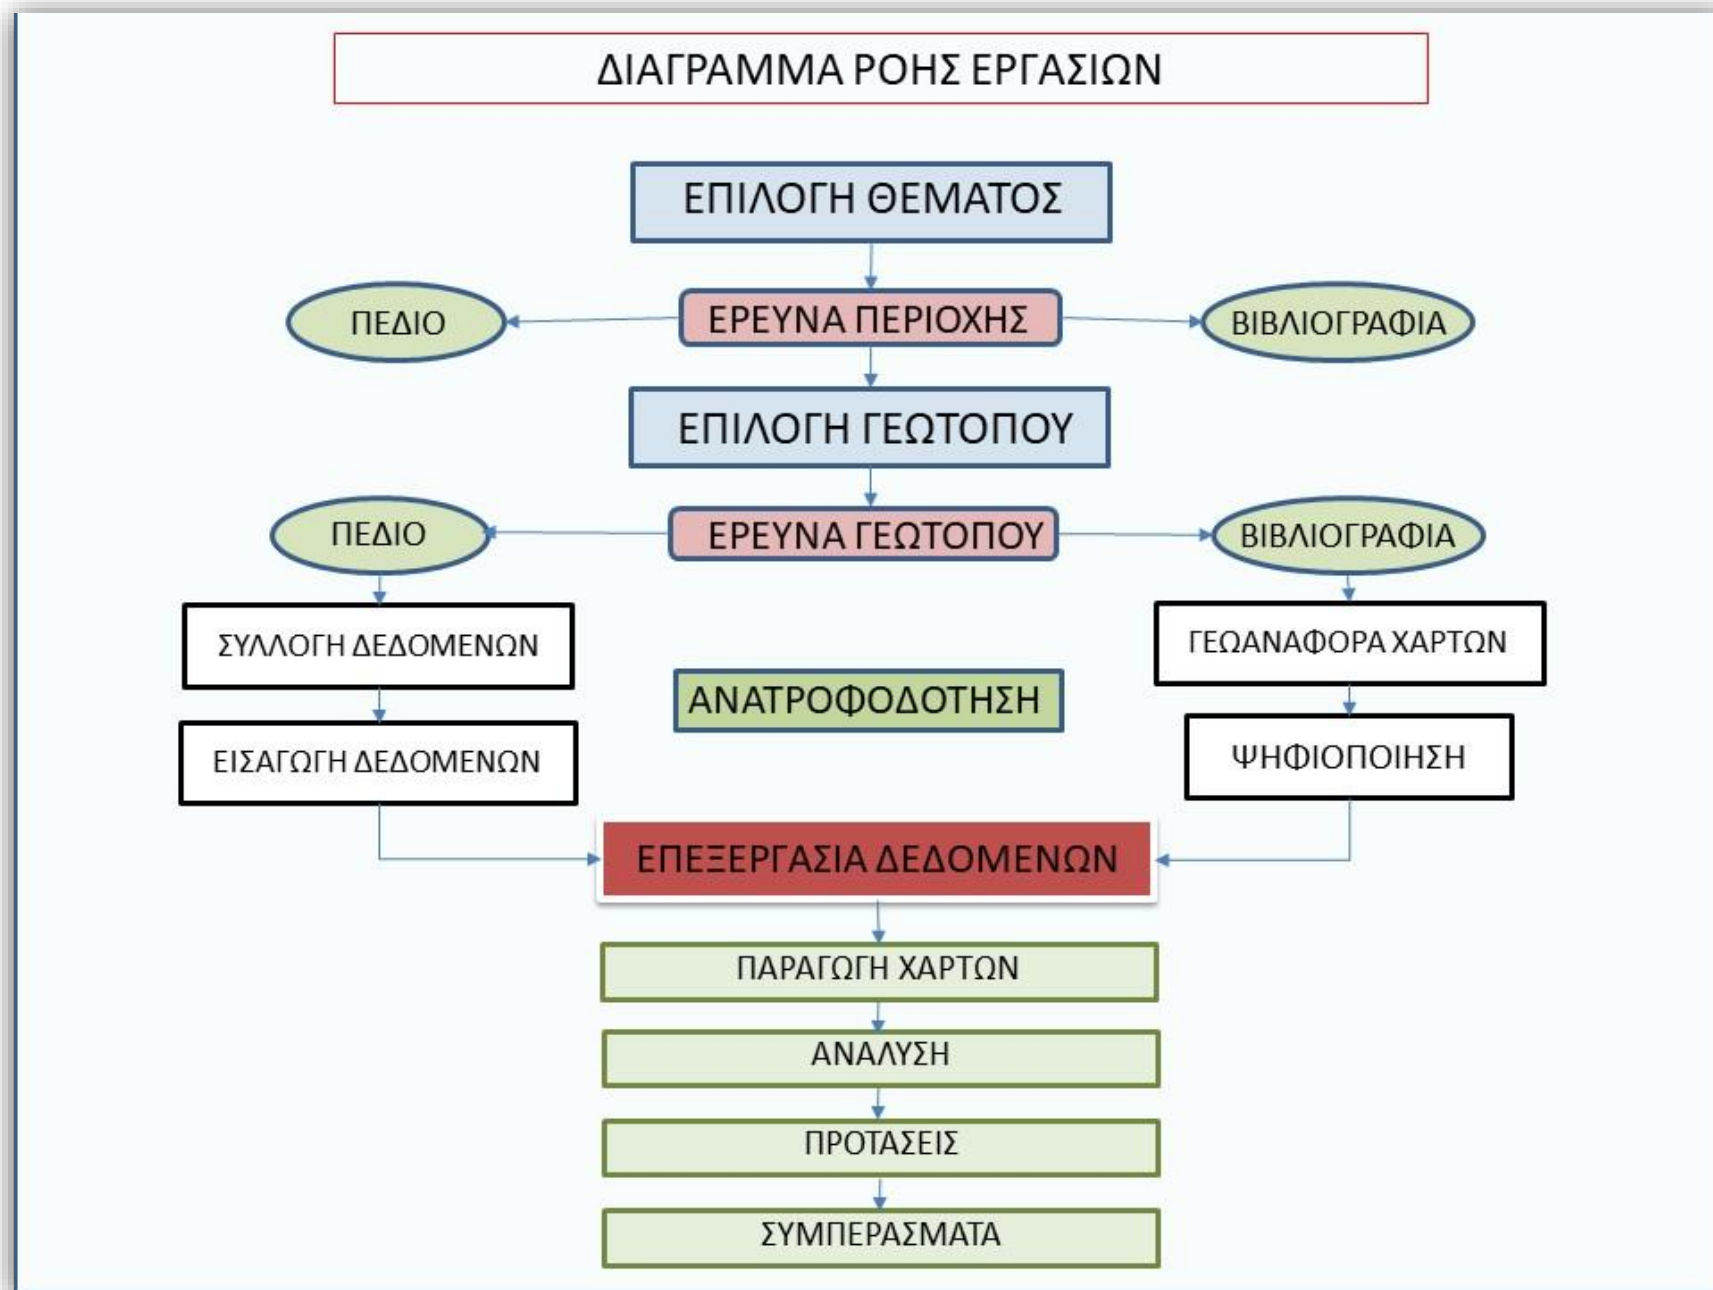 ΔΙΑΓΡΑΜΜΑ ΡΟΗΣ ΕΡΓΑΣΙΩΝ
ΕΠΙΛΟΓΗ ΘΕΜΑΤΟΣ
ΠΕΔΙΟ
ΕΡΕΥΝΑ ΠΕΡΙΟΧΗΣ
ΒΙΒΛΙΟΓΡΑΦΙΑ
ΕΠΙΛΟΓΗ ΓΕΩΤΟΠΟΥ
ΠΕΔΙΟ
ΕΡΕΥΝΑ ΓΕΩΤΟΠΟΥ
ΒΙΒΛΙΟΓΡΑΦΙΑ
ΣΥΛΛΟΓΗ ΔΕΔΟΜΕΝΩΝ
ΓΕΩΑΝΑΦΟΡΑ ΧΑΡΤΩΝ
ΑΝΑΤΡΟΦΟΔΟΤΗΣΗ
ΕΙΣΑΓΩΓΗ ΔΕΔΟΜΕΝΩΝ
ΨΗΦΙΟΠΟΙΗΣΗ
ΕΠΕΞΕΡΓΑΣΙΑ ΔΕΔΟΜΕΝΩΝ
ΠΑΡΑΓΩΓΗ ΧΑΡΤΩΝ
ΑΝΑΛΥΣΗ
ΠΡΟΤΑΣΕΙΣ
ΣΥΜΠΕΡΑΣΜΑΤΑ